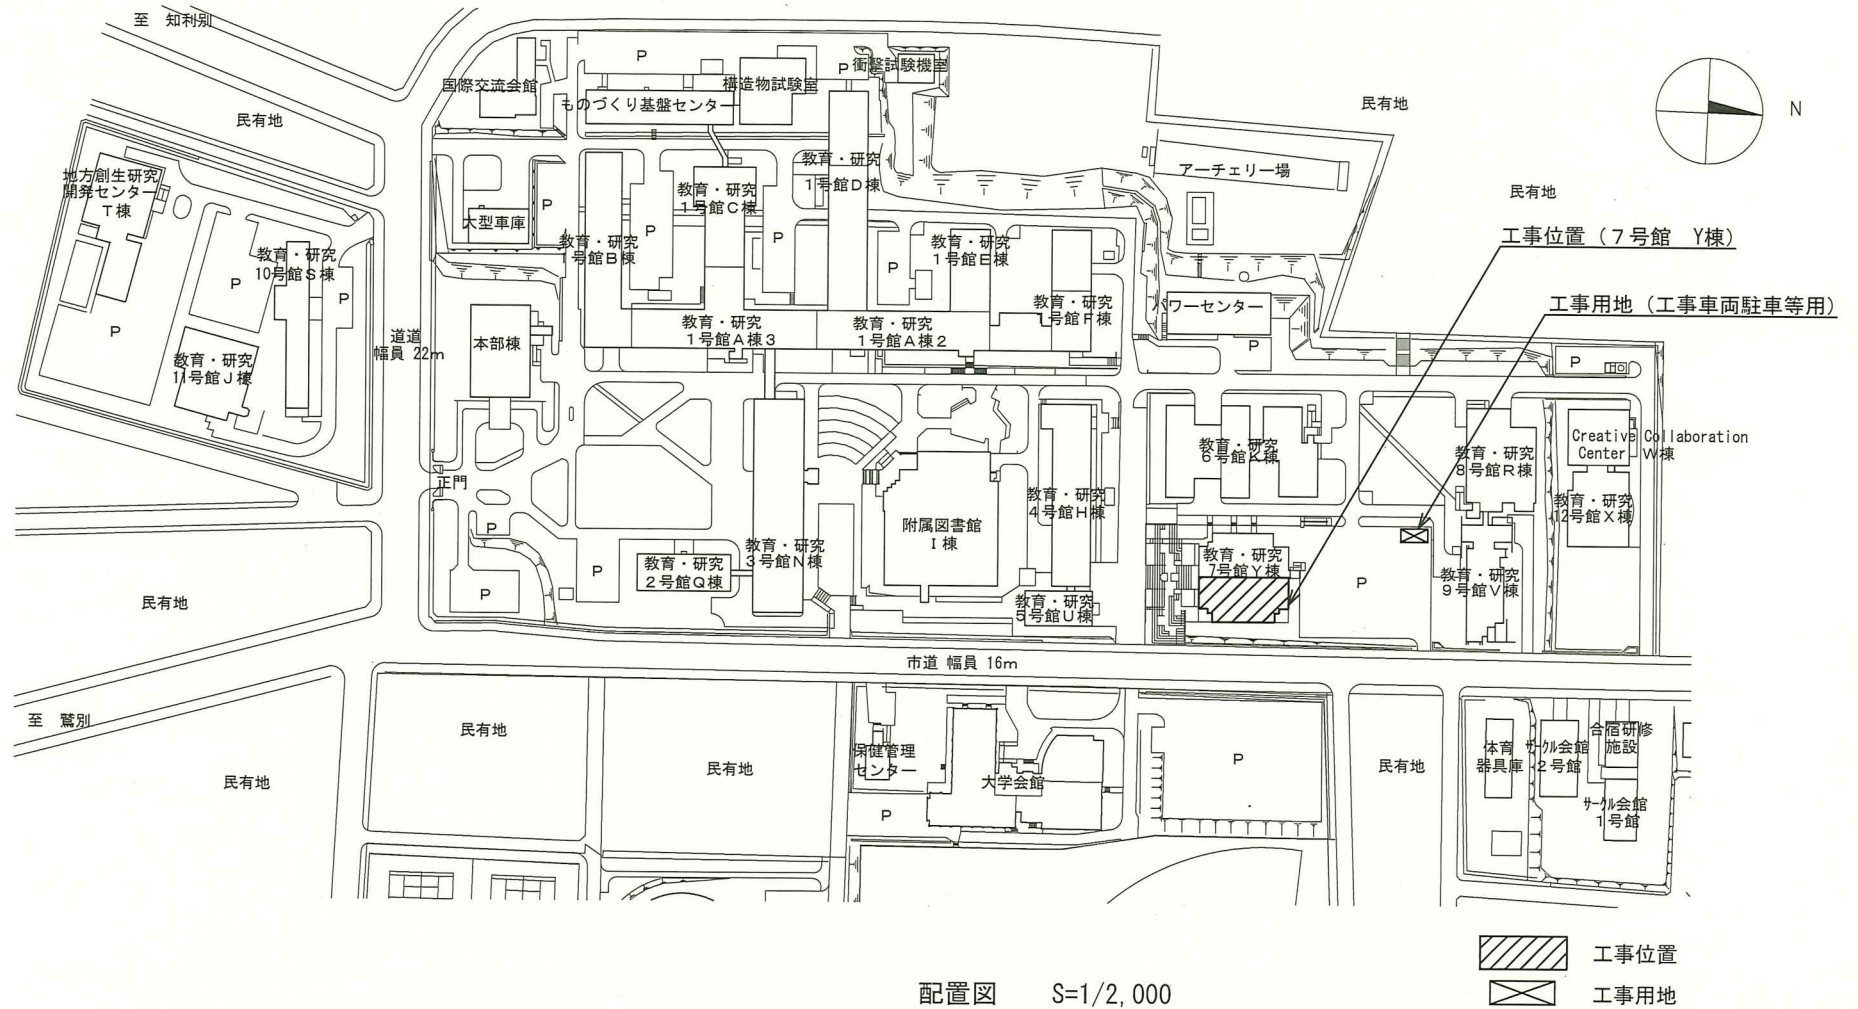 至 知利別
P
国際交流会館
構造物試験室
P
衝撃試験機室
ものづくり基盤センター
民有地
民有地
N
地方創生研究
開発センター
T棟
教育・研究
1号館D棟
アーチェリー場
民有地
教育・研究
1号館C棟
P
大型車庫
P
P
教育・研究
1号館B棟
教育・研究
1号館E棟
P
工事位置（７号館　Y棟）
教育・研究
10号館S棟
P
P
工事用地（工事車両駐車等用）
教育・研究
1号館F棟
パワーセンター
P
道道
幅員 22m
本部棟
教育・研究
1号館A棟3
教育・研究
1号館A棟2
P
P
教育・研究
11号館J棟
教育・研究
6号館K棟
教育・研究
8号館R棟
Creative Collaboration
Center W棟
正門
教育・研究
4号館H棟
教育・研究
12号館X棟
P
附属図書館
I棟
教育・研究
3号館N棟
教育・研究
2号館Q棟
P
教育・研究
7号館Y棟
P
教育・研究
9号館V棟
民有地
P
教育・研究
5号館U棟
市道 幅員 16m
至 鷲別
民有地
民有地
民有地
保健管理
センター
大学会館
P
P
民有地
体育
器具庫
ｻｰｸﾙ会館
2号館
合宿研修
施設
ｻｰｸﾙ会館
1号館
工事位置
配置図 S=1/2,000
工事用地